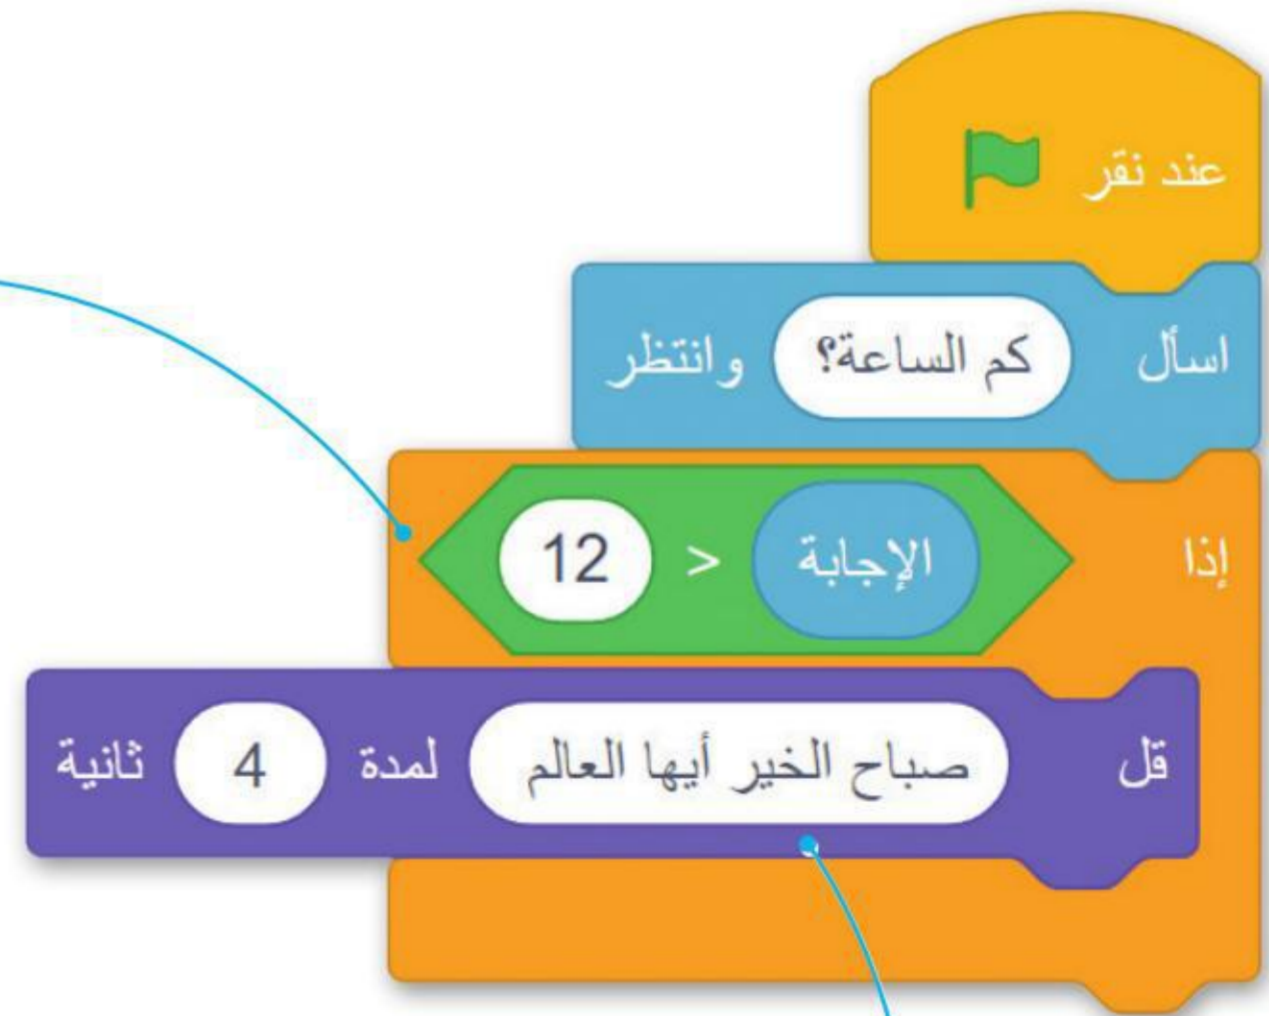 عند نقر
اسأل كم الساعة؟ وانتظر
إذا الإجابة < 12
قل صباح الخير أيها العالم لمدة 4 ثانية